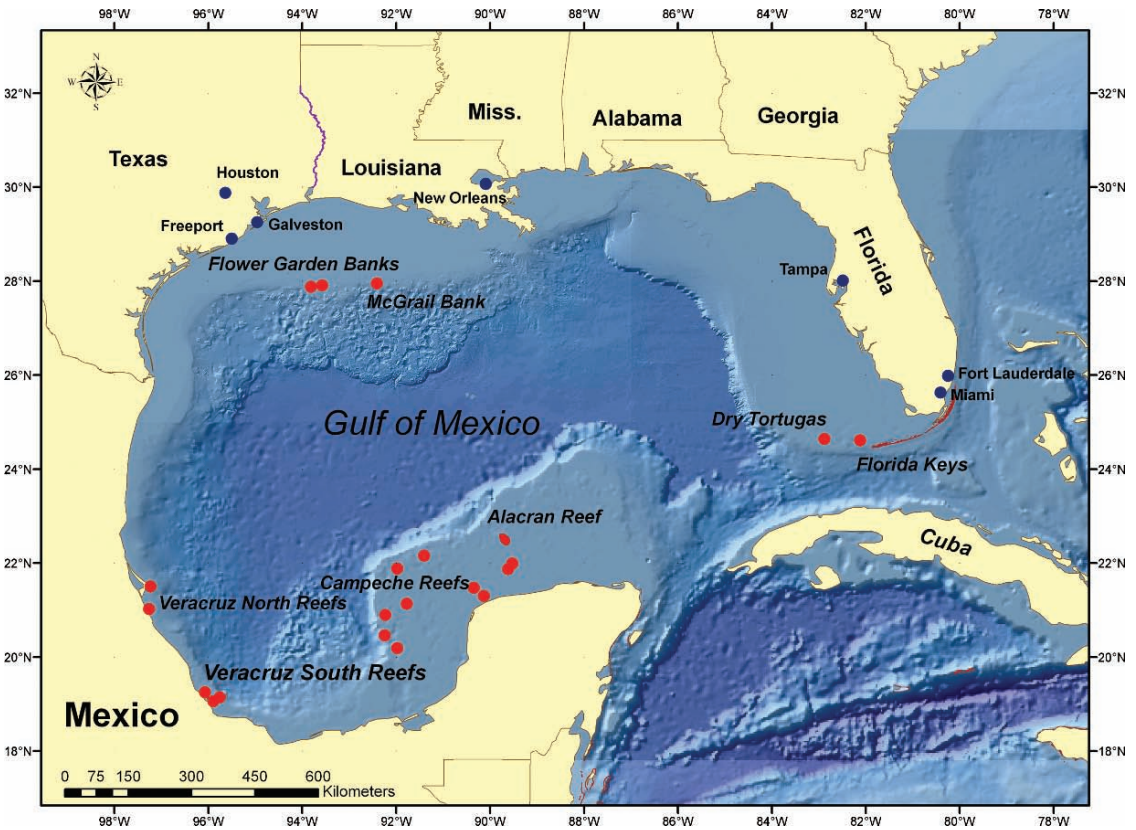 98°W 96°W 94°W 92°W 90°W 88°W 86°W 84°W 82°W 80°W 78°W
N
W E
S
32°N 32°N
Miss.
Alabama
Georgia
Texas
Louisiana
Houston
30°N 30°N
New Orleans
Freeport
Galveston
Florida
Flower Garden Banks
Tampa
28°N 28°N
McGrail Bank
26°N 26°N
Fort Lauderdale
Miami
Gulf of Mexico
Dry Tortugas
24°N 24°N
Florida Keys
Alacran Reef
Cuba
22°N 22°N
Campeche Reefs
Veracruz North Reefs
20°N 20°N
Veracruz South Reefs
Mexico
18°N 18°N
0 75 150 300 450 600
Kilometers
98°W 96°W 94°W 92°W 90°W 88°W 86°W 84°W 82°W 80°W 78°W